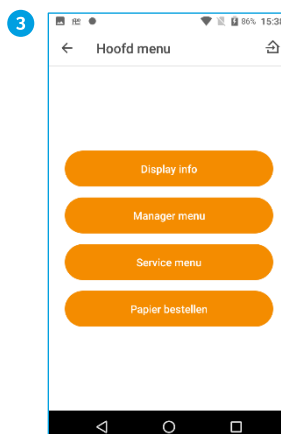 3
86% 15:38
Hoofd menu
Display info
Manager menu
Service menu
Papier bestellen